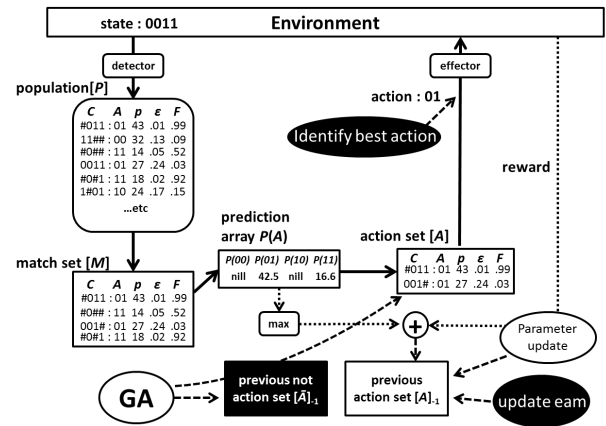 state : 0011
Environment
detector
effector
population[P]
C A p ε F
#011 : 01 43 .01 .99
11## : 00 32 .13 .09
#0## : 11 14 .05 .52
0011 : 01 27 .24 .03
#0#1 : 11 18 .02 .92
1#01 : 10 24 .17 .15
...etc
action : 01
Identify best action
reward
prediction
array P(A)
P(00) P(01) P(10) P(11)
nill 42.5 nill 16.6
match set [M]
C A p ε F
#011 : 01 43 .01 .99
#0## : 11 14 .05 .52
001# : 01 27 .24 .03
#0#1 : 11 18 .02 .92
action set [A]
C A p ε F
#011 : 01 43 .01 .99
001# : 01 27 .24 .03
max
+
Parameter
update
GA
previous not
action set [Ā]-1
previous
action set [A]-1
update eam